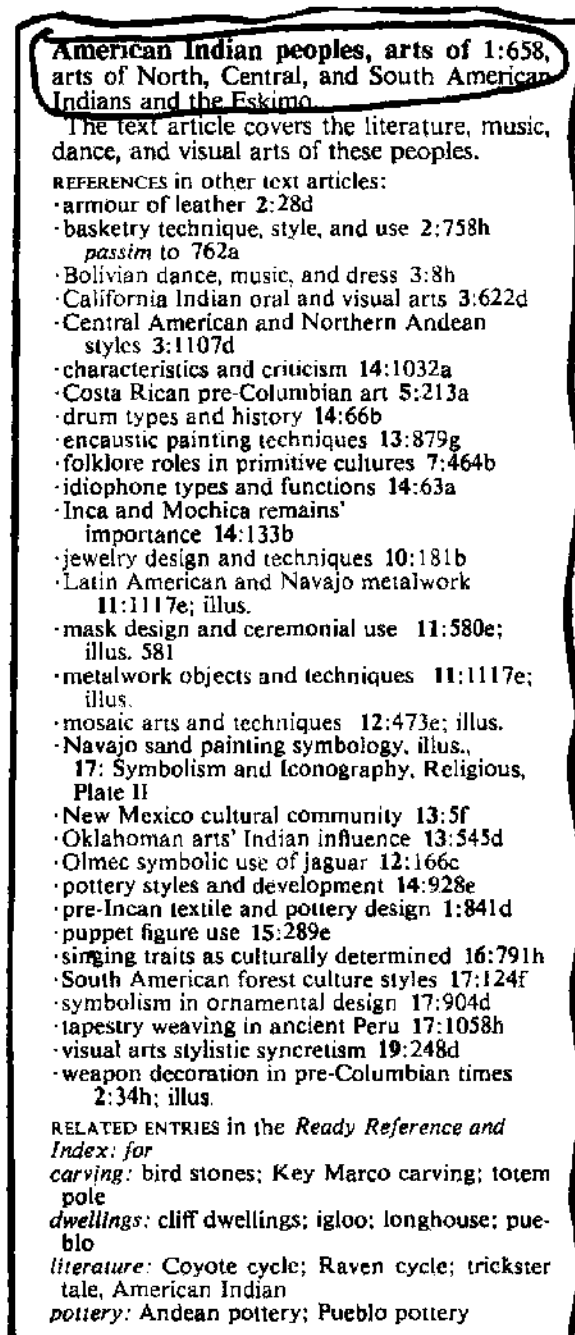 American Indian peoples, arts of 1:658,
arts of North, Central, and South American
Indians and the Eskimo.
The text article covers the literature, music,
dance, and visual arts of these peoples.
REFERENCES in other text articles:
·armour of leather 2:28d
·basketry technique, style, and use 2:758h
passim to 762a
·Bolivian dance, music, and dress 3:8h
·California Indian oral and visual arts 3:622d
·Central American and Northern Andean
styles 3:1107d
·characteristics and criticism 14:1032a
·Costa Rican pre-Columbian art 5:213a
·drum types and history 14:66b
·encaustic painting techniques 13:879g
·folklore roles in primitive cultures 7:464b
·idiophone types and functions 14:63a
·Inca and Mochica remains'
importance 14:133b
·jewelry design and techniques 10:181b
·Latin American and Navajo metalwork
11:1117e; illus.
·mask design and ceremonial use 11:580e;
illus. 581
·metalwork objects and techniques 11:1117e;
illus.
·mosaic arts and techniques 12:473e; illus.
·Navajo sand painting symbology, illus.,
17: Symbolism and Iconography, Religious,
Plate II
·New Mexico cultural community 13:5f
·Oklahoman arts' Indian influence 13:545d
·Olmec symbolic use of jaguar 12:166c
·pottery styles and development 14:928e
·pre-Incan textile and pottery design 1:841d
·puppet figure use 15:289e
·singing traits as culturally determined 16:791h
·South American forest culture styles 17:124f
·symbolism in ornamental design 17:904d
·tapestry weaving in ancient Peru 17:1058h
·visual arts stylistic syncretism 19:248d
·weapon decoration in pre-Columbian times
2:34h; illus.
RELATED ENTRIES in the Ready Reference and
Index: for
carving: bird stones; Key Marco carving; totem
pole
dwellings: cliff dwellings; igloo; longhouse; pue-
blo
literature: Coyote cycle; Raven cycle; trickster
tale, American Indian
pottery: Andean pottery; Pueblo pottery